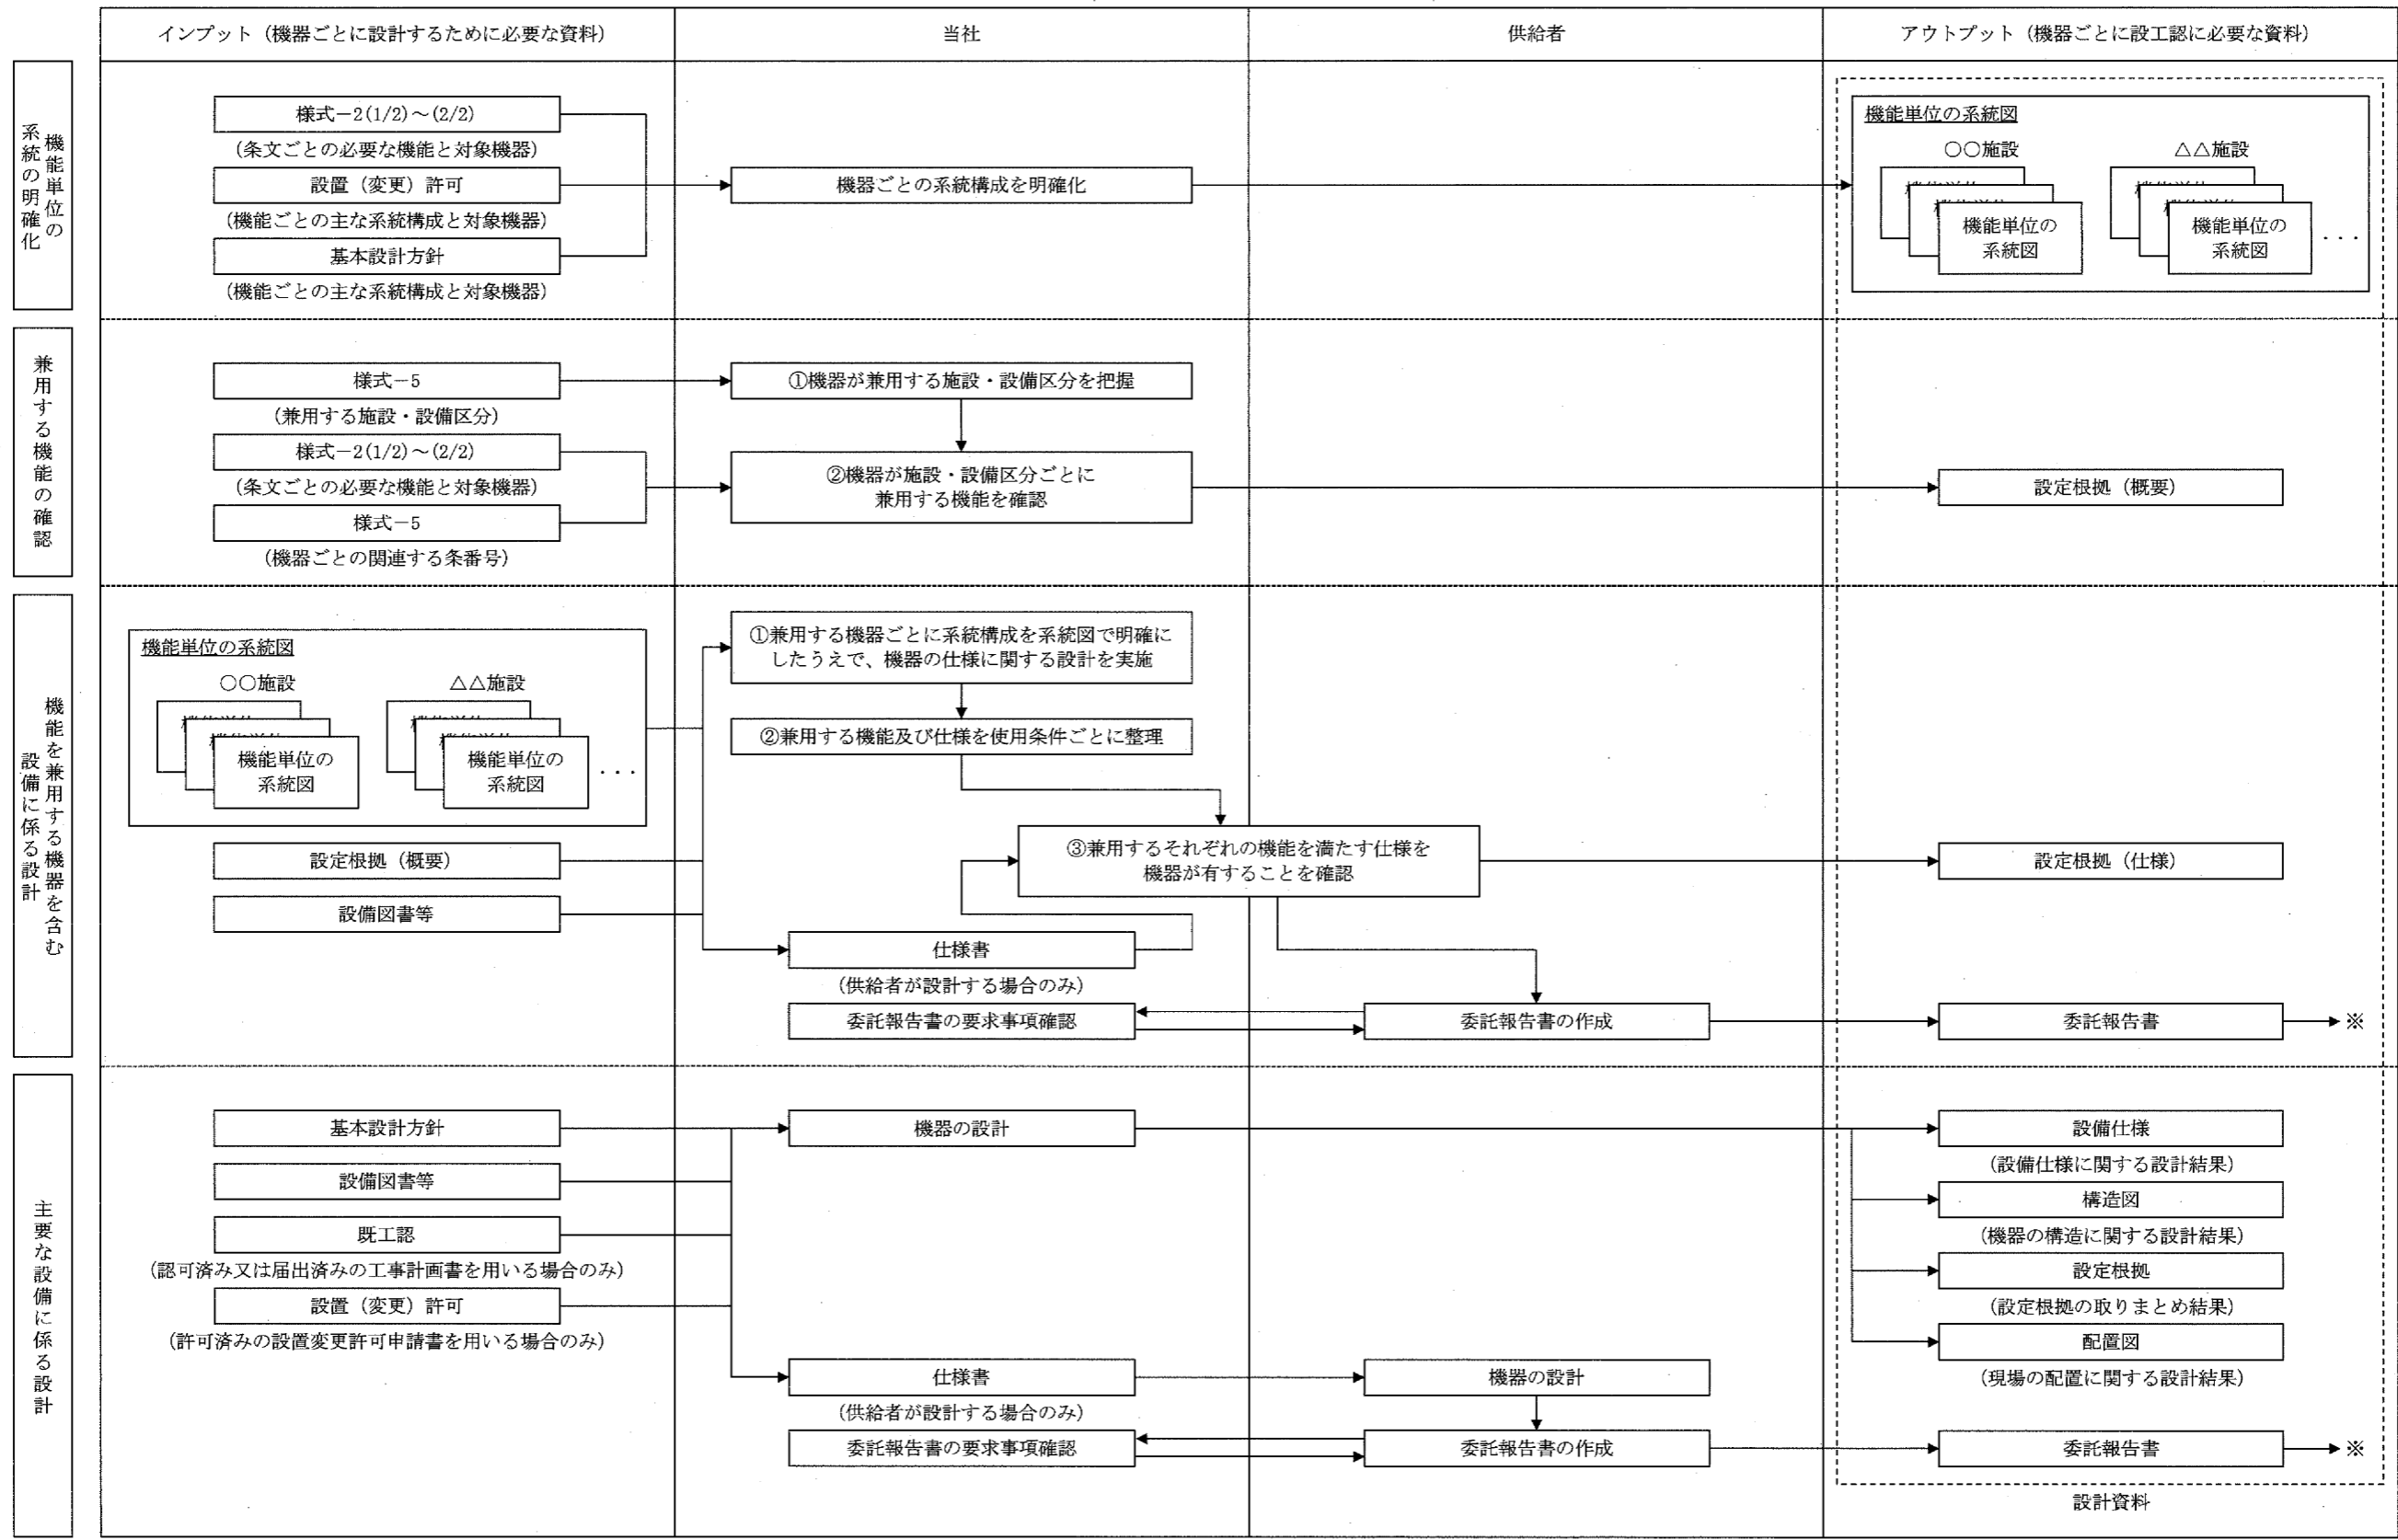 インプット（機器ごとに設計するために必要な資料）
当社
供給者
アウトプット（機器ごとに設工認に必要な資料）
機能単位の
系統の明確化
様式－2(1/2)～(2/2)
（条文ごとの必要な機能と対象機器）
設置（変更）許可
（機能ごとの主な系統構成と対象機器）
基本設計方針
（機能ごとの主な系統構成と対象機器）
機器ごとの系統構成を明確化
機能単位の系統図
○○施設
△△施設
機能単位の
系統図
機能単位の
系統図
...
兼用する機能の確認
様式－5
（兼用する施設・設備区分）
様式－2(1/2)～(2/2)
（条文ごとの必要な機能と対象機器）
様式－5
（機器ごとの関連する条番号）
①機器が兼用する施設・設備区分を把握
②機器が施設・設備区分ごとに
兼用する機能を確認
設定根拠（概要）
機能を兼用する機器を含む
設備に係る設計
機能単位の系統図
○○施設
△△施設
機能単位の
系統図
機能単位の
系統図
...
設定根拠（概要）
設備図書等
①兼用する機器ごとに系統構成を系統図で明確に
したうえで、機器の仕様に関する設計を実施
②兼用する機能及び仕様を使用条件ごとに整理
③兼用するそれぞれの機能を満たす仕様を
機器が有することを確認
仕様書
（供給者が設計する場合のみ）
委託報告書の要求事項確認
委託報告書の作成
設定根拠（仕様）
委託報告書
※
主要な設備に係る設計
基本設計方針
設備図書等
既工認
（認可済み又は届出済みの工事計画書を用いる場合のみ）
設置（変更）許可
（許可済みの設置変更許可申請書を用いる場合のみ）
機器の設計
仕様書
（供給者が設計する場合のみ）
委託報告書の要求事項確認
機器の設計
委託報告書の作成
設備仕様
（設備仕様に関する設計結果）
構造図
（機器の構造に関する設計結果）
設定根拠
（設定根拠の取りまとめ結果）
配置図
（現場の配置に関する設計結果）
委託報告書
※
設計資料